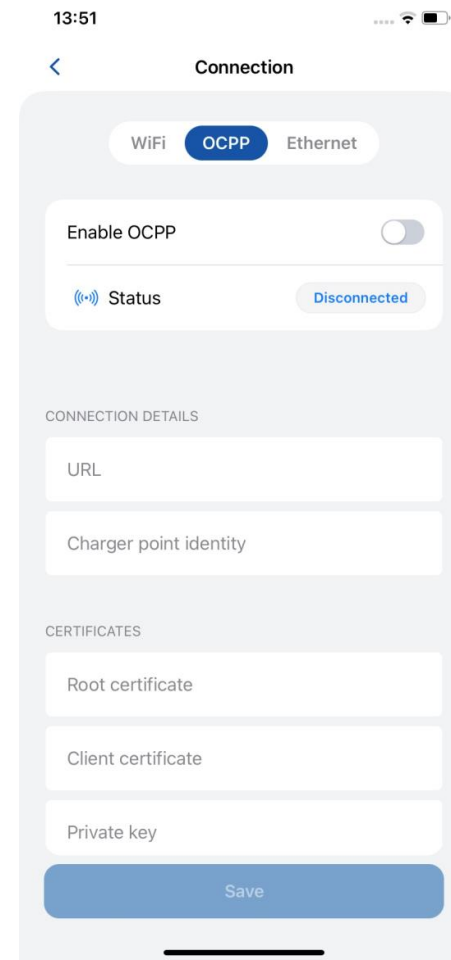 13:51
Connection
WiFi OCPP Ethernet
Enable OCPP
Status Disconnected
CONNECTION DETAILS
URL
Charger point identity
CERTIFICATES
Root certificate
Client certificate
Private key
Save